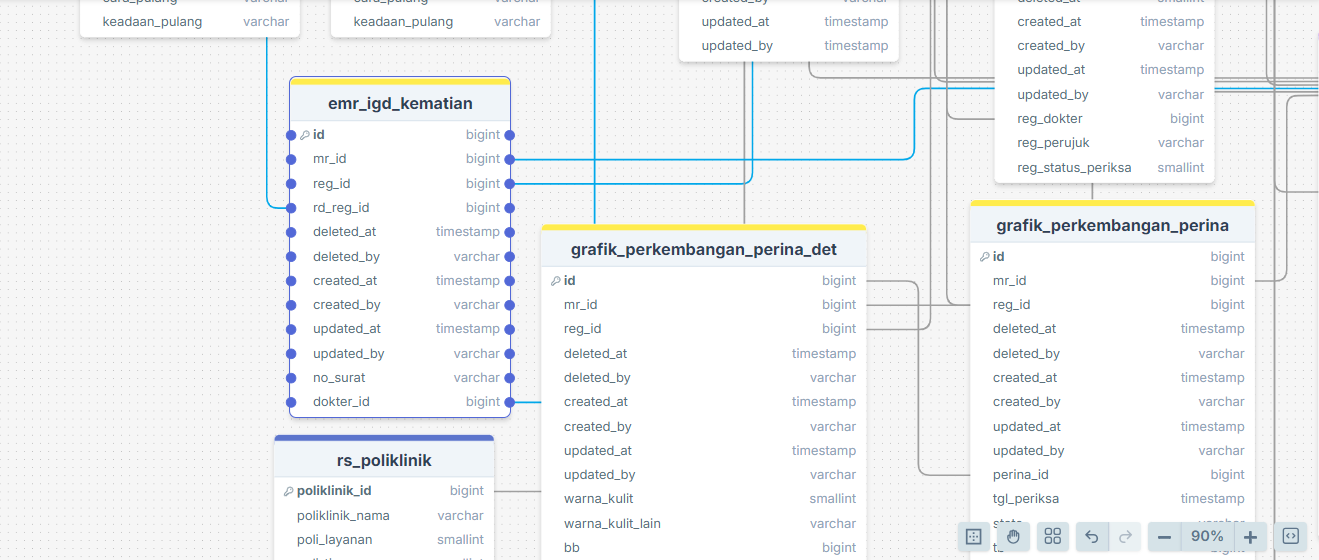 keadaan_pulang varchar
keadaan_pulang varchar
updated_at timestamp
updated_by timestamp
created_at timestamp
created_by varchar
updated_at timestamp
updated_by varchar
reg_dokter bigint
reg_perujuk varchar
reg_status_periksa smallint
emr_igd_kematian
id bigint
mr_id bigint
reg_id bigint
rd_reg_id bigint
deleted_at timestamp
deleted_by varchar
created_at timestamp
created_by varchar
updated_at timestamp
updated_by varchar
no_surat varchar
dokter_id bigint
grafik_perkembangan_perina_det
id bigint
mr_id bigint
reg_id bigint
deleted_at timestamp
deleted_by varchar
created_at timestamp
created_by varchar
updated_at timestamp
updated_by varchar
warna_kulit smallint
warna_kulit_lain varchar
bb bigint
grafik_perkembangan_perina
id bigint
mr_id bigint
reg_id bigint
deleted_at timestamp
deleted_by varchar
created_at timestamp
created_by varchar
updated_at timestamp
updated_by varchar
perina_id bigint
tgl_periksa timestamp
rs_poliklinik
poliklinik_id bigint
poliklinik_nama varchar
poli_layanan smallint
90%